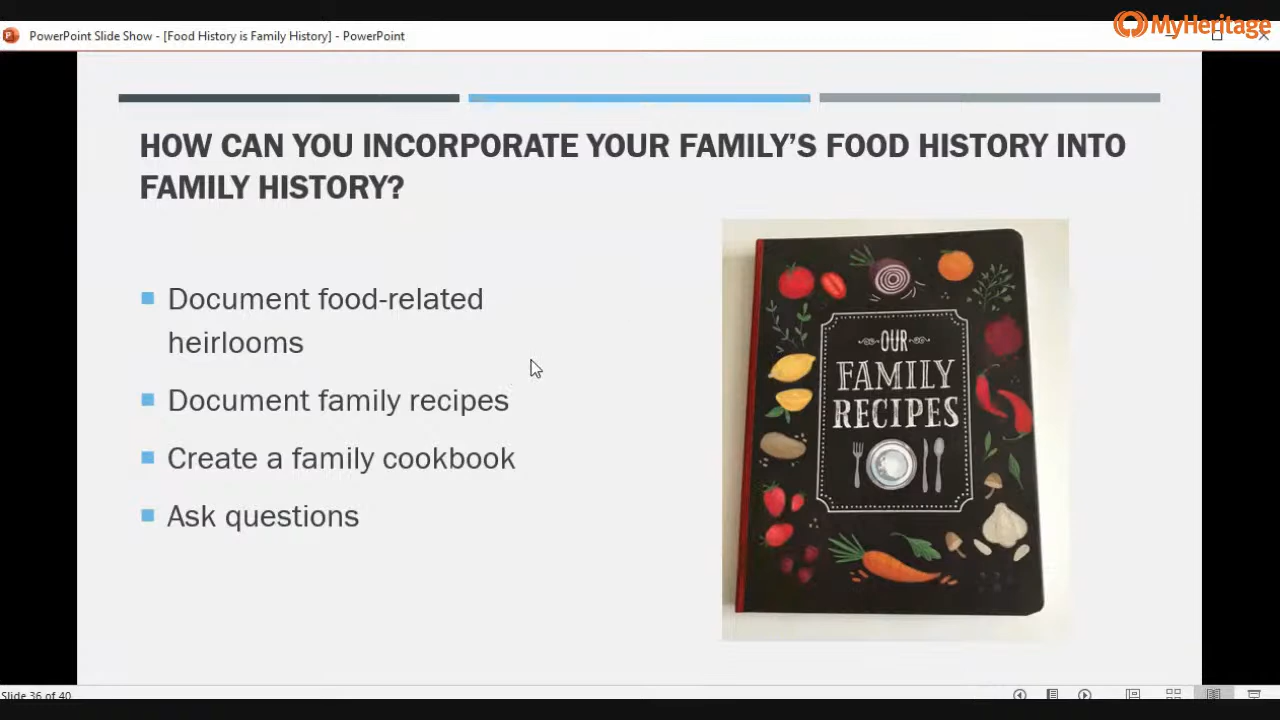 MyHeritage
PowerPoint Slide Show - [Food History is Family History] - PowerPoint
HOW CAN YOU INCORPORATE YOUR FAMILY'S FOOD HISTORY INTO
FAMILY HISTORY?
Document food-related
heirlooms
Document family recipes
Create a family cookbook
Ask questions
OUR
FAMILY
RECIPES
Slide 36 of 40